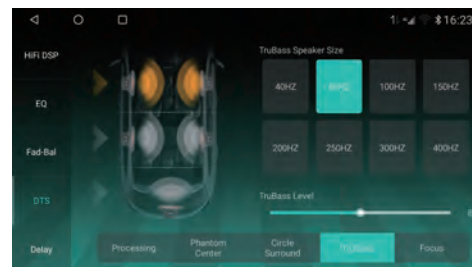 16:23
HiFi DSP
TruBass Speaker Size
40HZ
100HZ
150HZ
EQ
Fad-Bal
200HZ
250HZ
300HZ
400HZ
DTS
TruBass Level
Delay
Processing
Phantom
Center
Circle
Surround
TruBass
Focus